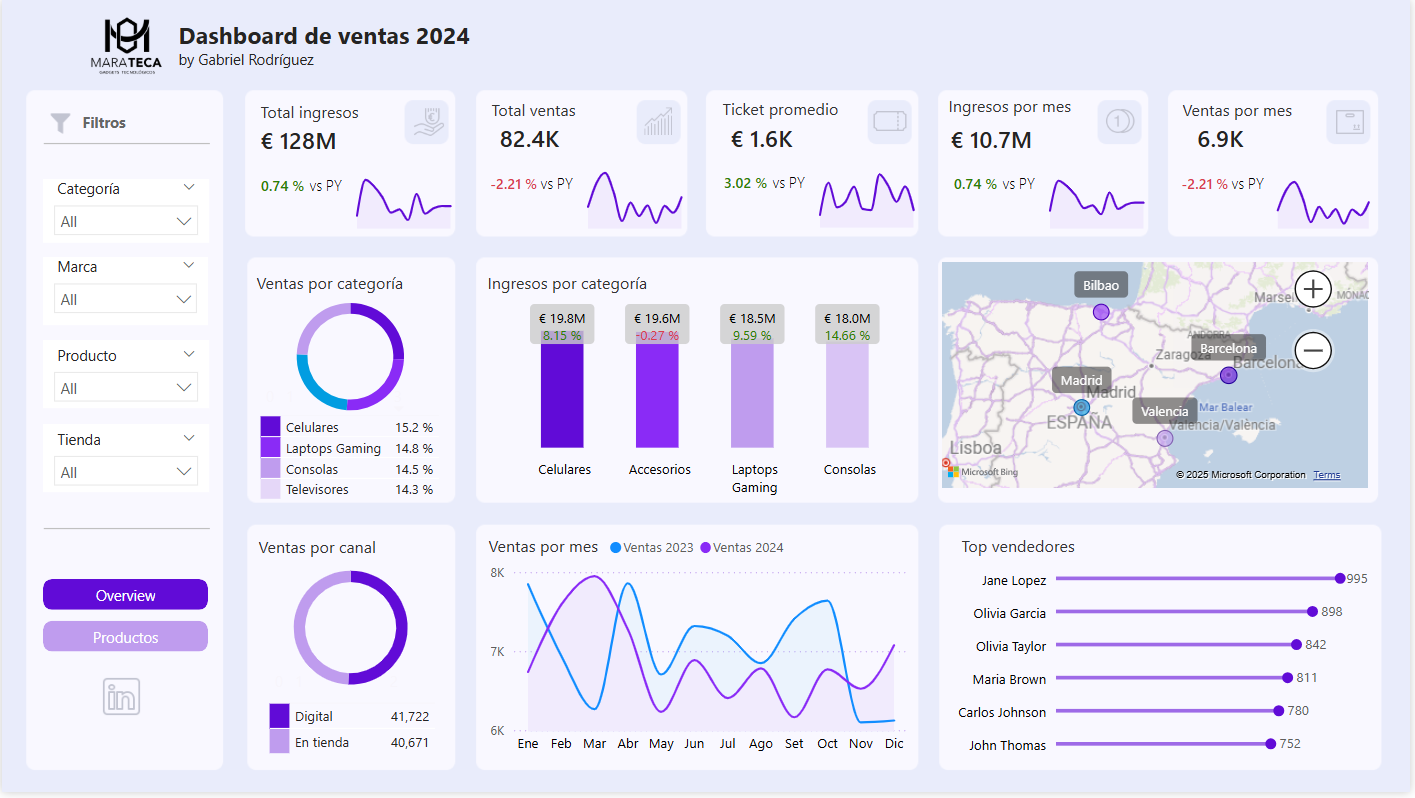 MARATECA
GADGETS TECNOLÓGICOS
Dashboard de ventas 2024
by Gabriel Rodríguez
Filtros
Categoría
All
Marca
All
Producto
All
Tienda
All
Overview
Productos
in
Total ingresos
€ 128M
0.74 % vs PY
Total ventas
82.4K
-2.21 % vs PY
Ticket promedio
€ 1.6K
3.02 % vs PY
Ingresos por mes
€ 10.7M
0.74 % vs PY
1
Ventas por mes
6.9K
-2.21 % vs PY
Ventas por categoría
Celulares 15.2 %
Laptops Gaming 14.8 %
Consolas 14.5 %
Televisores 14.3 %
Ingresos por categoría
€ 19.8M € 19.6M € 18.5M € 18.0M
8.15 % -0.27 % 9.59 % 14.66 %
Celulares Accesorios Laptops Consolas
Gaming
Bilbao
ANDORRA
Barcelona
Zaragoza
Barcelona
Madrid
Madrid
Valencia
Mar Balear
ESPAÑA
València/Valencia
Lisboa
Microsoft Bing
© 2025 Microsoft Corporation Terms
Ventas por canal
Digital 41,722
En tienda 40,671
Ventas por mes Ventas 2023 Ventas 2024
8K
7K
6K
Ene Feb Mar Abr May Jun Jul Ago Set Oct Nov Dic
Top vendedores
Jane Lopez 995
Olivia Garcia 898
Olivia Taylor 842
Maria Brown 811
Carlos Johnson 780
John Thomas 752